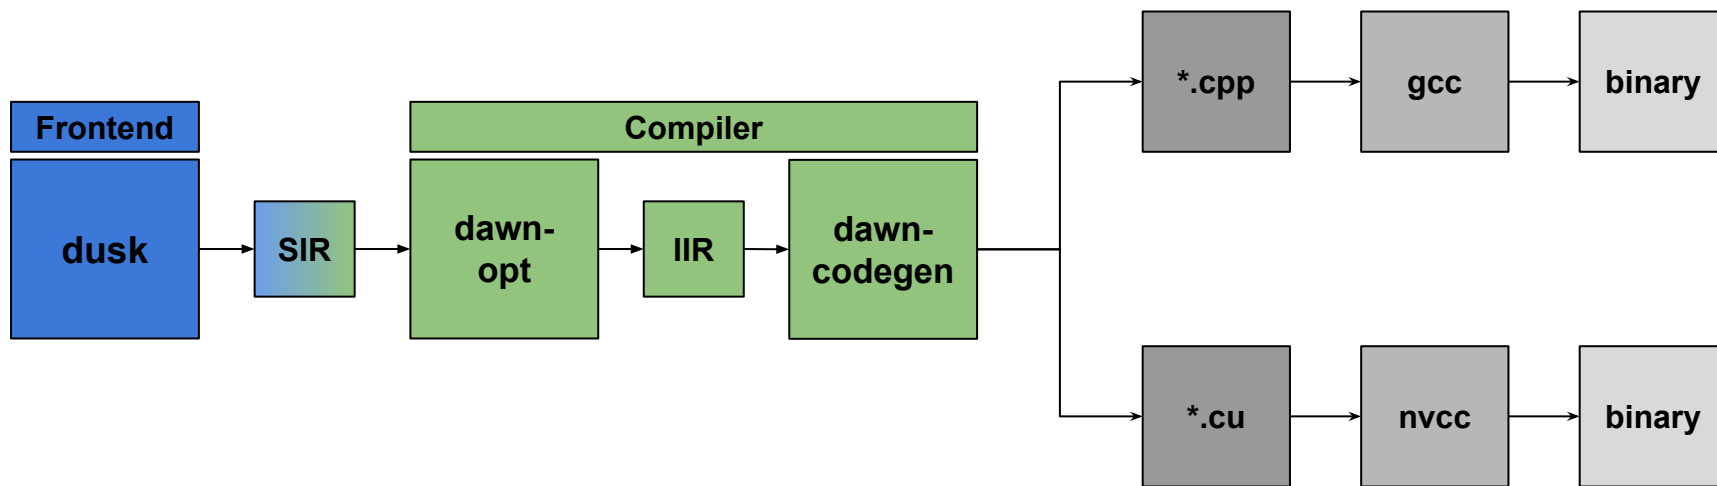 Frontend
dusk
SIR
Compiler
dawn-
opt
IIR
dawn-
codegen
*.cpp
gcc
binary
*.cu
nvcc
binary